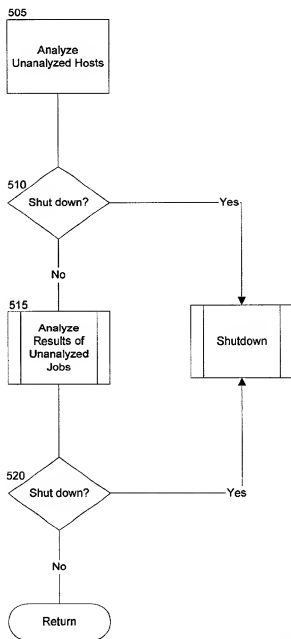 505
Analyze
Unanalyzed Hosts
510
Shut down?
Yes
No
515
Analyze
Results of
Unanalyzed
Jobs
Shutdown
520
Shut down?
Yes
No
Return